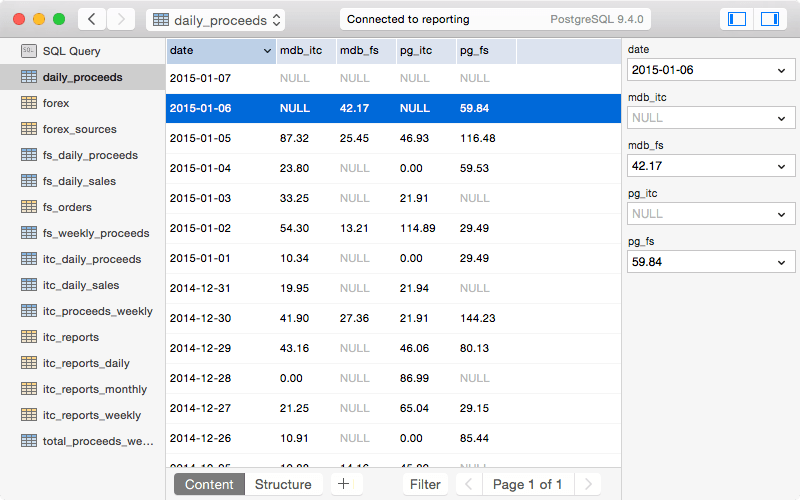 daily_proceeds
Connected to reporting PostgreSQL 9.4.0
SQL SQL Query
daily_proceeds
forex
forex_sources
fs_daily_proceeds
fs_daily_sales
fs_orders
fs_weekly_proceeds
itc_daily_proceeds
itc_daily_sales
itc_proceeds_weekly
itc_reports
itc_reports_daily
itc_reports_monthly
itc_reports_weekly
total_proceeds_we…
date mdb_itc mdb_fs pg_itc pg_fs
2015-01-07 NULL NULL NULL NULL
2015-01-06 NULL 42.17 NULL 59.84
2015-01-05 87.32 25.45 46.93 116.48
2015-01-04 23.80 NULL 0.00 59.53
2015-01-03 33.25 NULL 21.91 NULL
2015-01-02 54.30 13.21 114.89 29.49
2015-01-01 10.34 NULL 0.00 29.49
2014-12-31 19.95 NULL 21.94 NULL
2014-12-30 41.90 27.36 21.91 144.23
2014-12-29 43.16 NULL 46.06 80.13
2014-12-28 0.00 NULL 86.99 NULL
2014-12-27 21.25 NULL 65.04 29.15
2014-12-26 10.91 NULL 0.00 85.44
Content Structure + Filter Page 1 of 1
date
2015-01-06
mdb_itc
NULL
mdb_fs
42.17
pg_itc
NULL
pg_fs
59.84